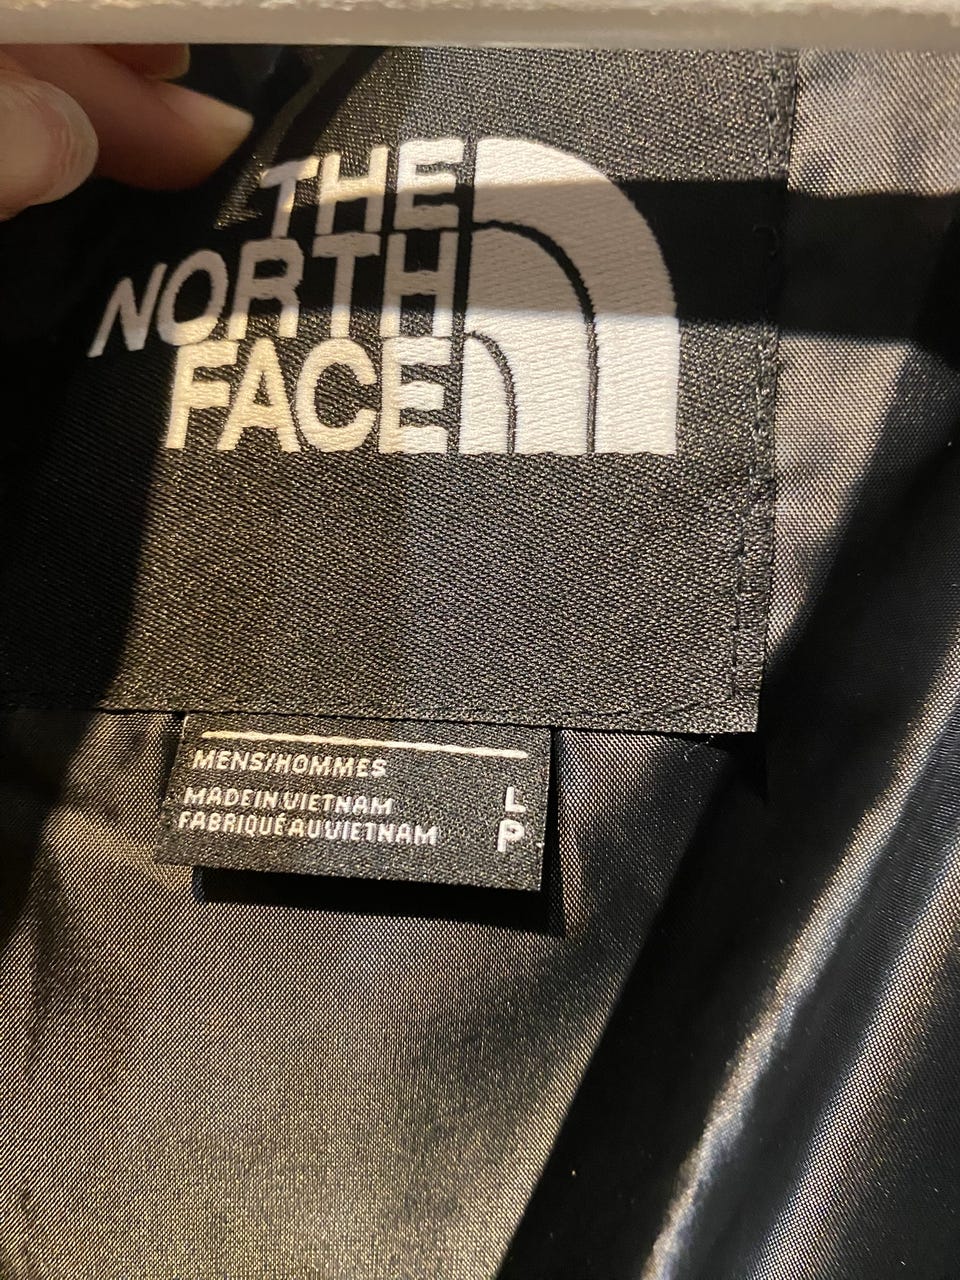 THE
NORTH
FACE
MENS/HOMMES
MADE IN VIETNAM L
FABRIQUÉ AU VIETNAM P